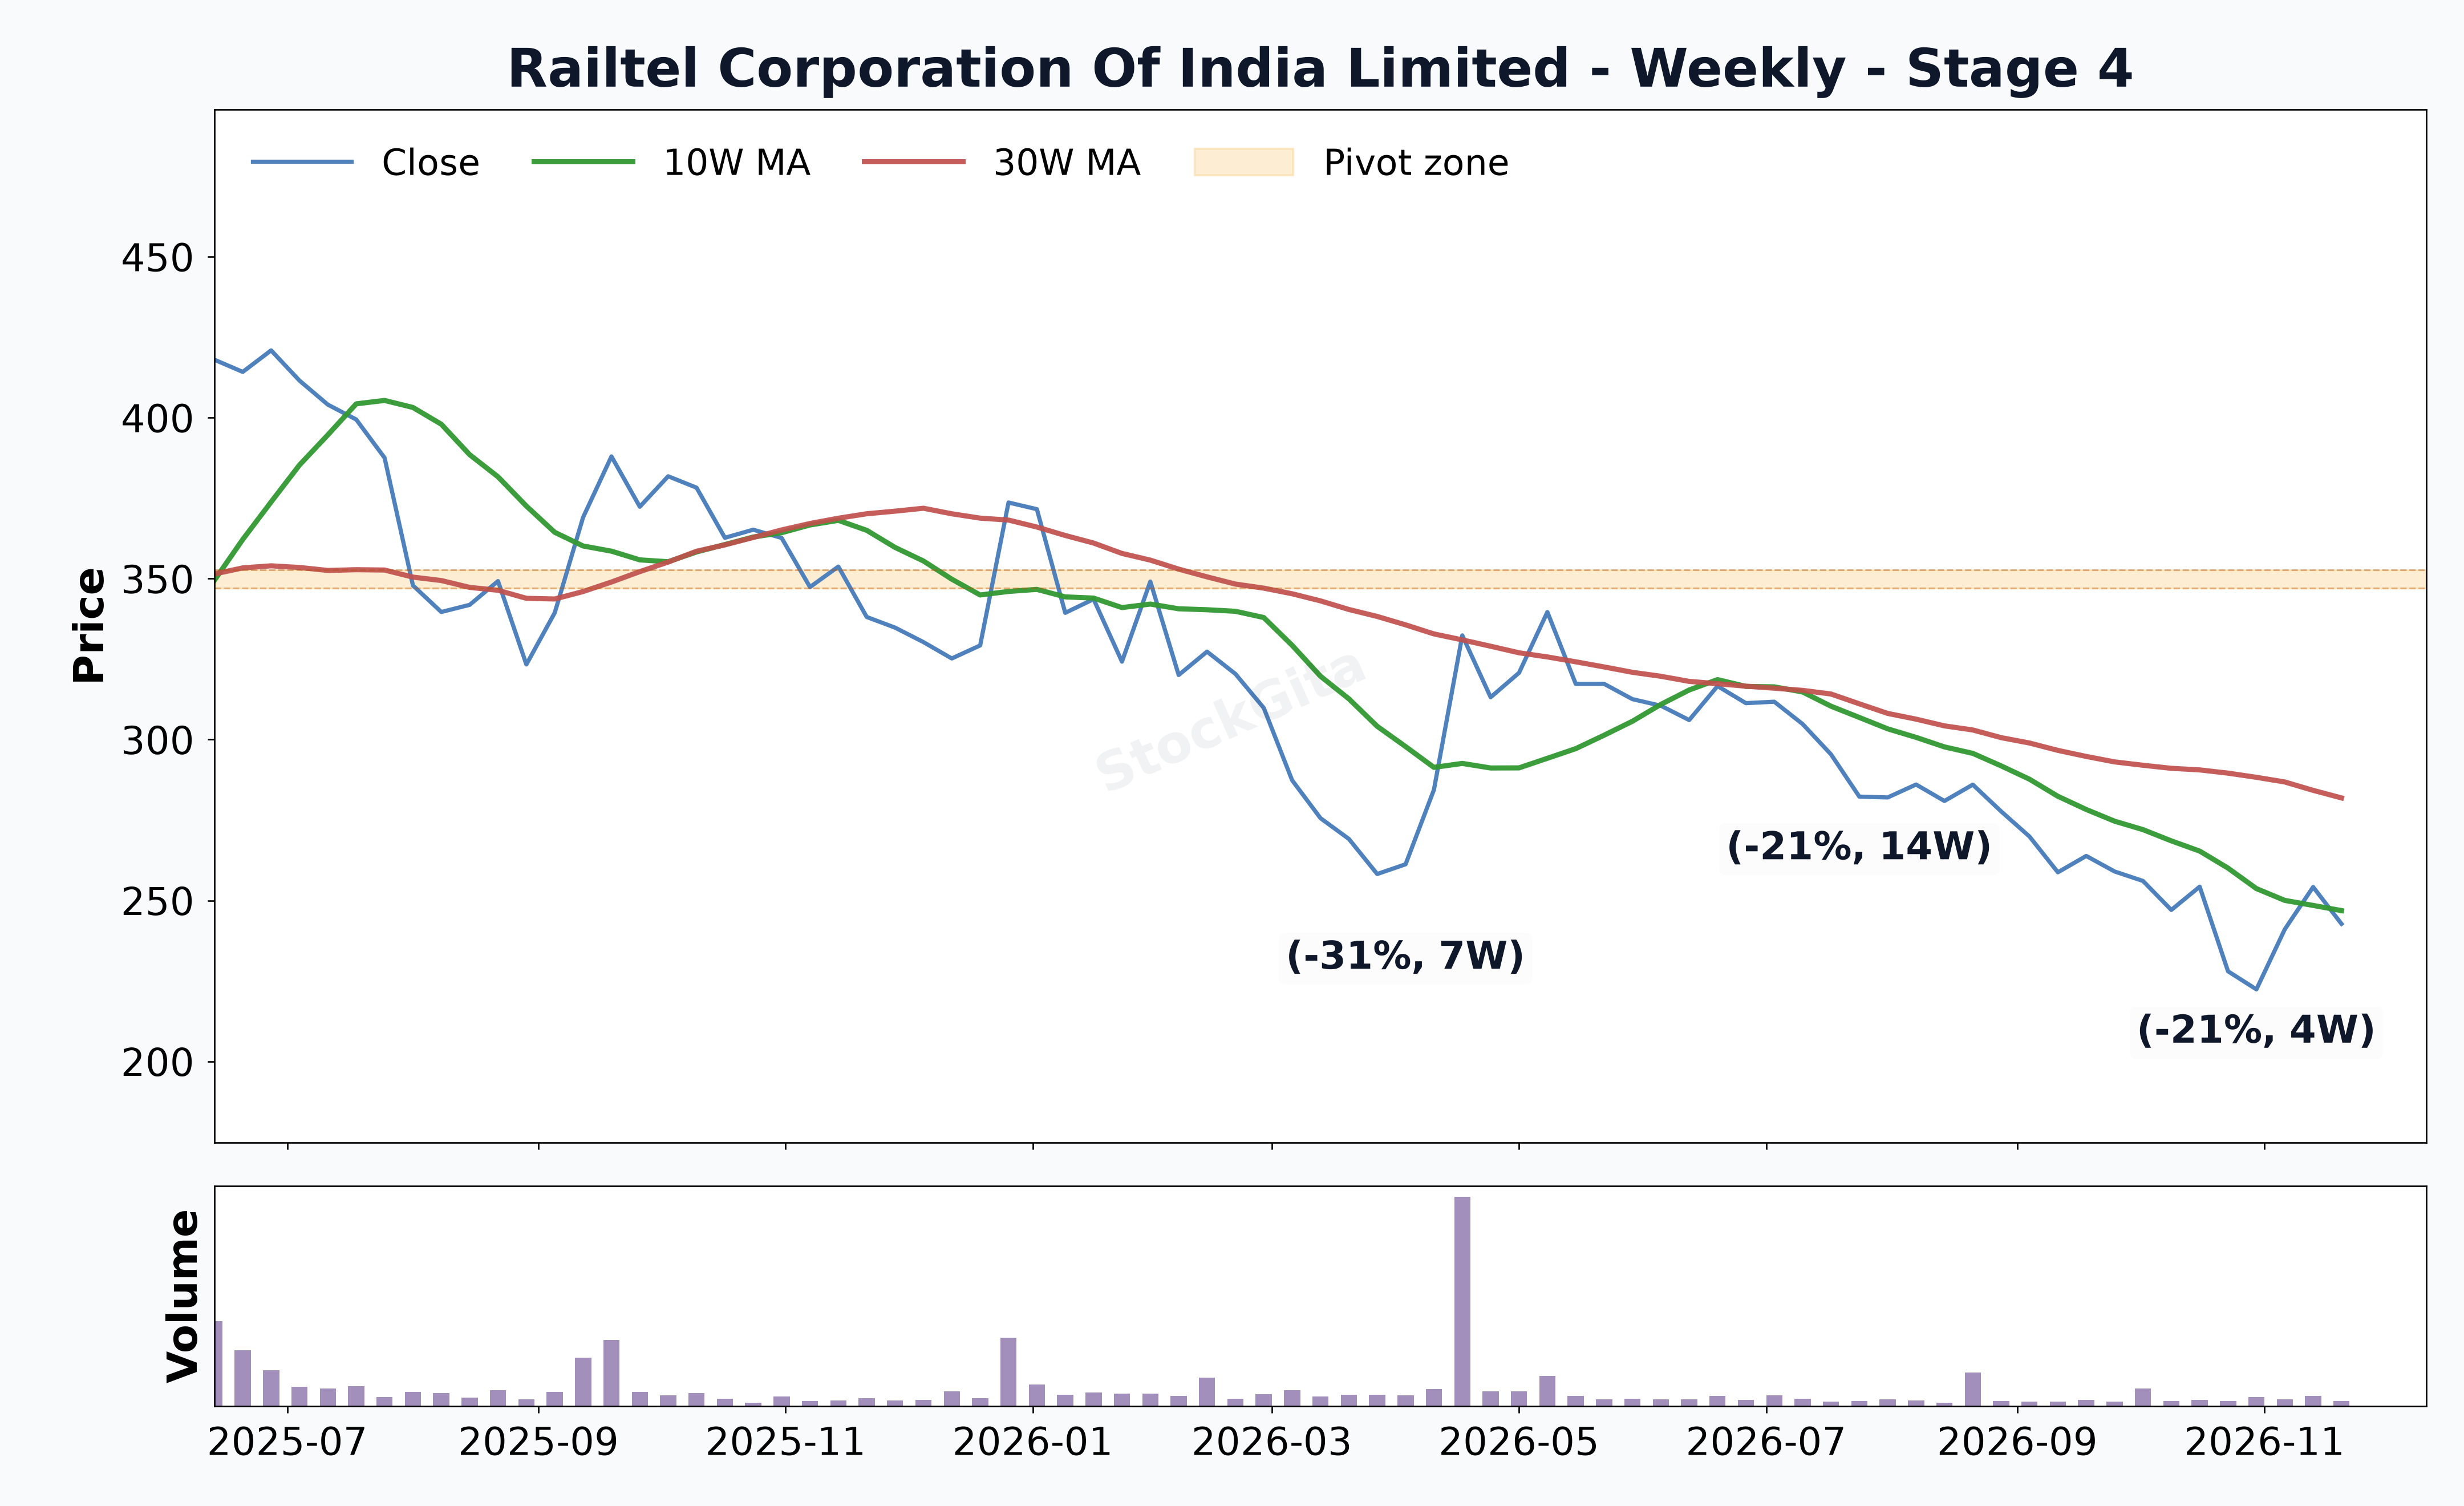 Railtel Corporation Of India Limited - Weekly - Stage 4
Close 10W MA 30W MA Pivot zone
450
400
350
300
250
200
Price
StockGita
(-21%, 14W)
(-31%, 7W)
(-21%, 4W)
Volume
2025-07 2025-09 2025-11 2026-01 2026-03 2026-05 2026-07 2026-09 2026-11